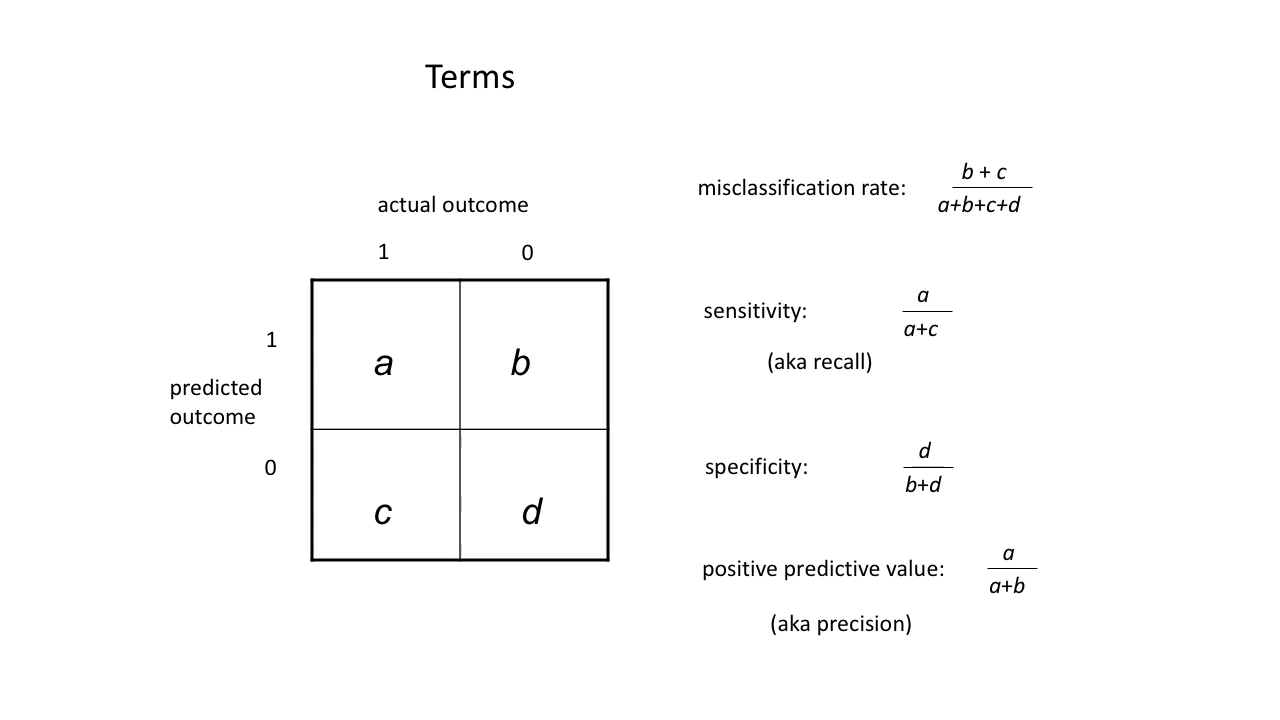 Terms
actual outcome
1 0
1
predicted
outcome
0
a b
c d
misclassification rate:
b + c
a+b+c+d
sensitivity:
a
a+c
(aka recall)
specificity:
d
b+d
positive predictive value:
a
a+b
(aka precision)